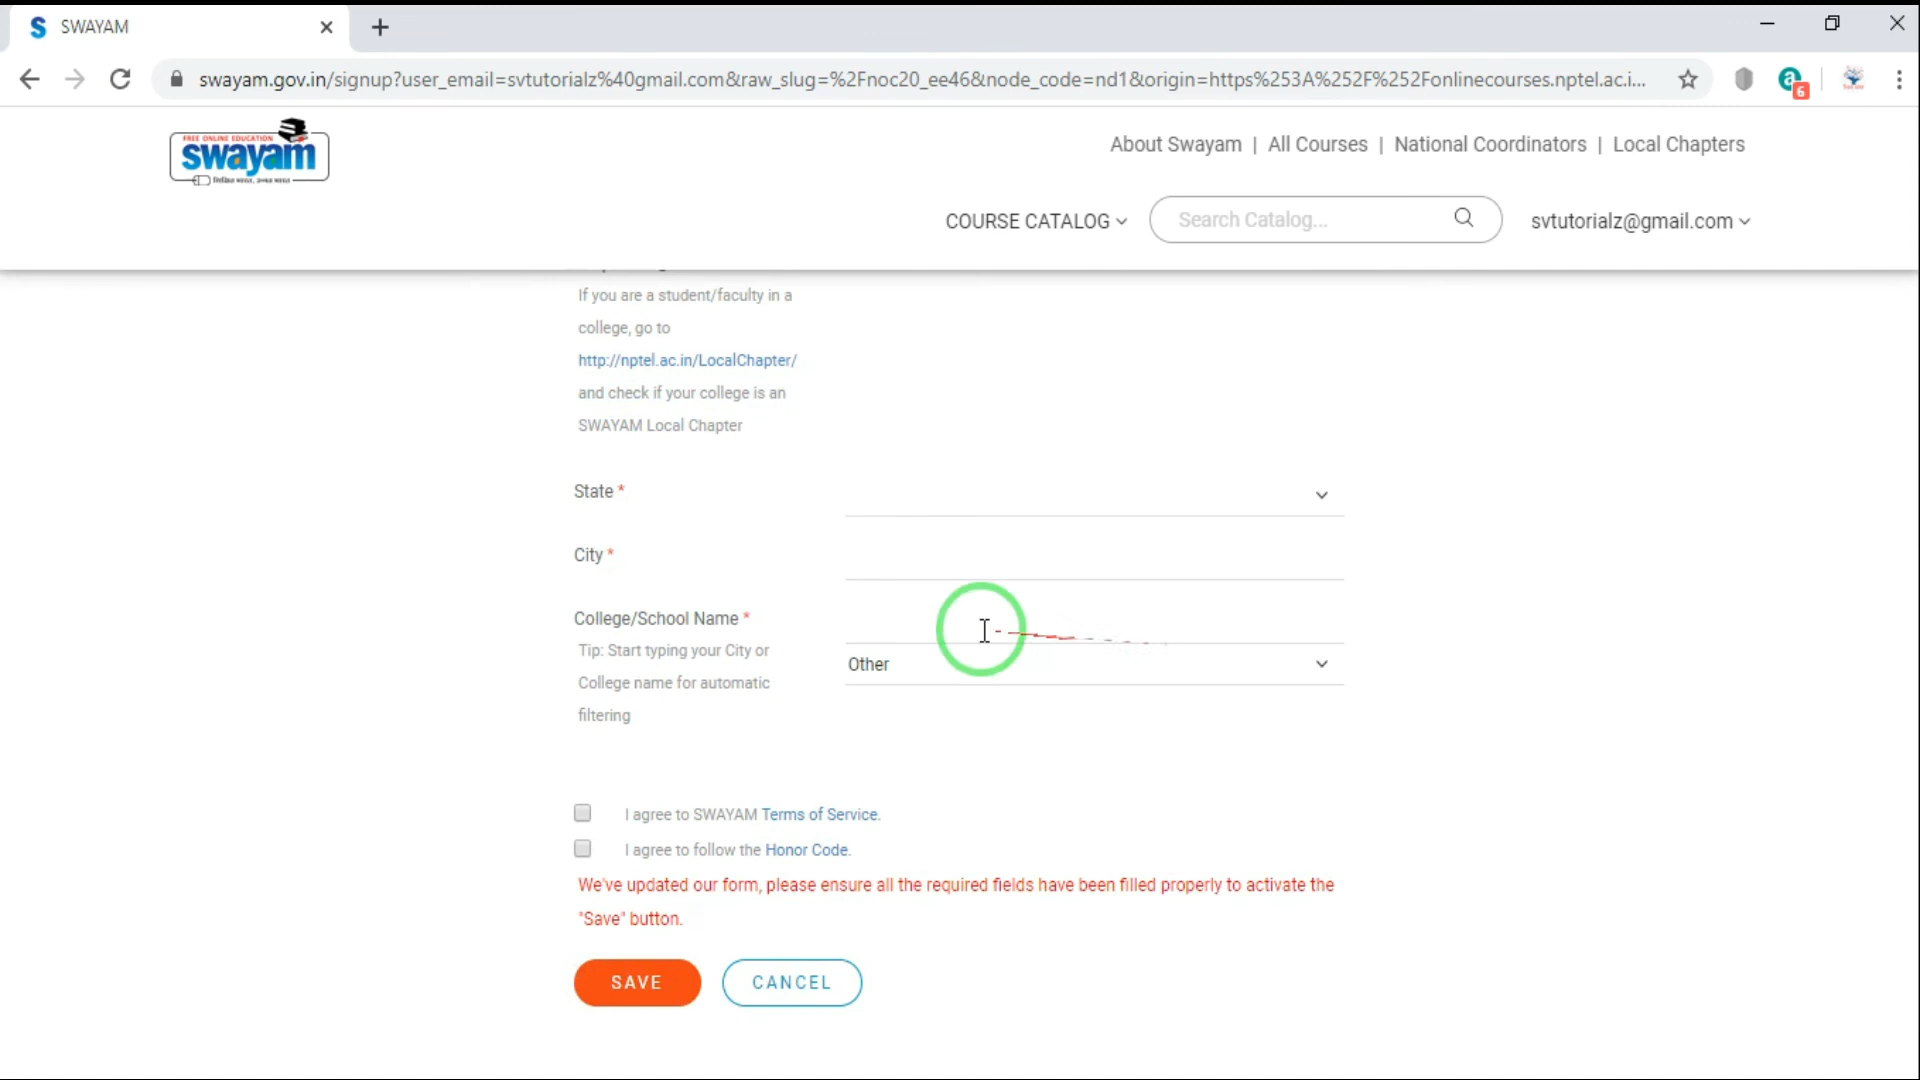 SWAYAM
swayam.gov.in/signup?user_email=svtutorialz%40gmail.com&raw_slug=%2Fnoc20_ee46&node_code=nd1&origin=https%253A%252F%252Fonlinecourses.nptel.ac.i...
6
FREE ONLINE EDUCATION
swayam
About Swayam | All Courses | National Coordinators | Local Chapters
COURSE CATALOG
Search Catalog...
svtutorialz@gmail.com
If you are a student/faculty in a
college, go to
http://nptel.ac.in/LocalChapter/
and check if your college is an
SWAYAM Local Chapter
State *
City *
College/School Name *
Tip: Start typing your City or
College name for automatic
filtering
Other
I agree to SWAYAM Terms of Service.
I agree to follow the Honor Code.
We've updated our form, please ensure all the required fields have been filled properly to activate the
"Save" button.
SAVE
CANCEL